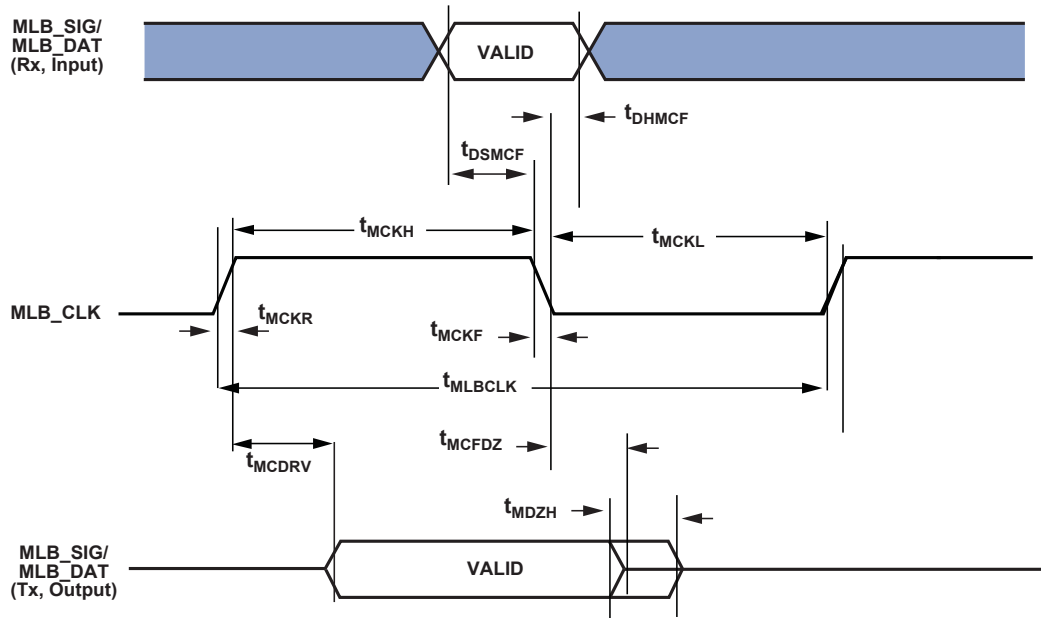 MLB_SIG/
MLB_DAT
(Rx, Input)
VALID
tDHMCF
tDSMCF
tMCKH
tMCKL
MLB_CLK
tMCKR
tMCKF
tMLBCLK
tMCDRV
tMCFDZ
tMDZH
MLB_SIG/
MLB_DAT
(Tx, Output)
VALID